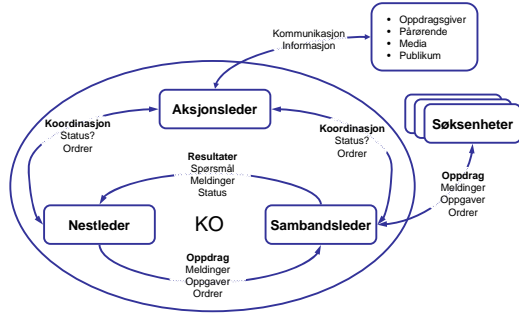 Kommunikasjon
Informasjon
• Oppdragsgiver
• Pårørende
• Media
• Publikum
Aksjonsleder
Søksenheter
Koordinasjon
Status?
Ordrer
Koordinasjon
Status?
Ordrer
Resultater
Spørsmål
Meldinger
Status
Oppdrag
Meldinger
Oppgaver
Ordrer
Nestleder
KO
Sambandsleder
Oppdrag
Meldinger
Oppgaver
Ordrer